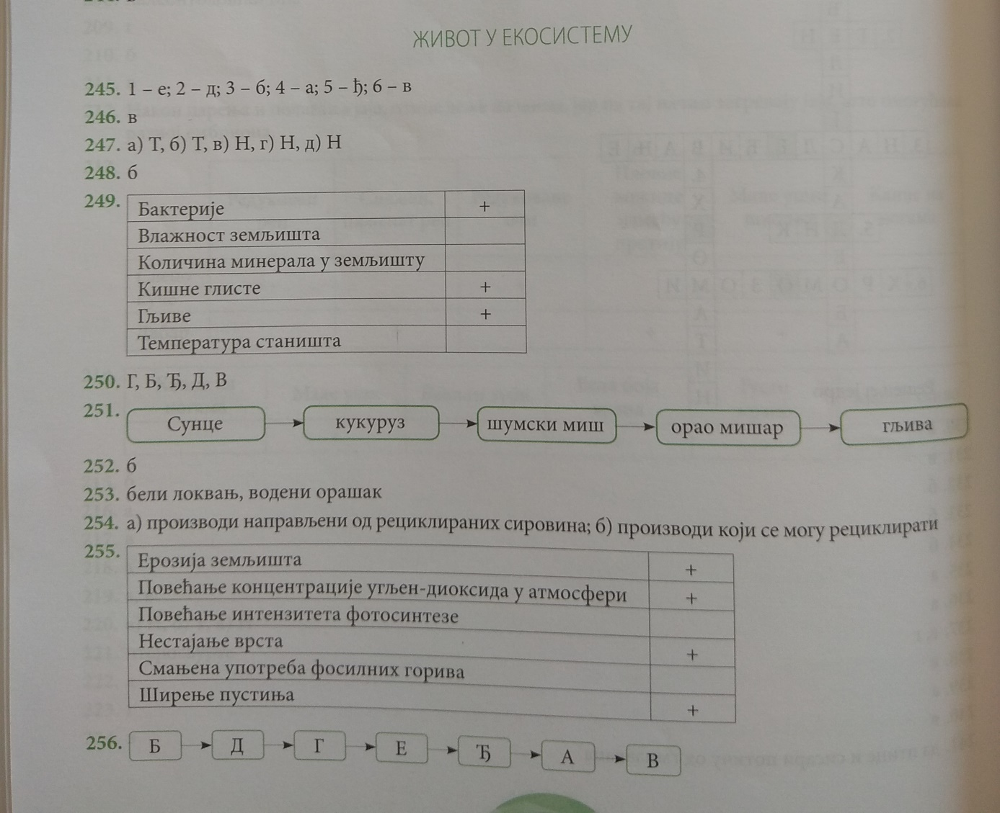 ЖИВОТ У ЕКОСИСТЕМУ
245. 1 – е; 2 – д; 3 – б; 4 – а; 5 – ђ; 6 – в
246. в
247. а) Т, б) Т, в) Н, г) Н, д) Н
248. б
249. Бактерије +
Влажност земљишта
Количина минерала у земљишту
Кишне глисте +
Гљиве +
Температура станишта
250. Г, Б, Ђ, Д, В
251. Сунце кукуруз шумски миш орао мишар гљива
252. б
253. бели локвањ, водени орашак
254. а) производи направљени од рециклираних сировина; б) производи који се могу рециклирати
255. Ерозија земљишта +
Повећање концентрације угљен-диоксида у атмосфери +
Повећање интензитета фотосинтезе
Нестајање врста +
Смањена употреба фосилних горива
Ширење пустиња +
256. Б Д Г Е Ђ А В